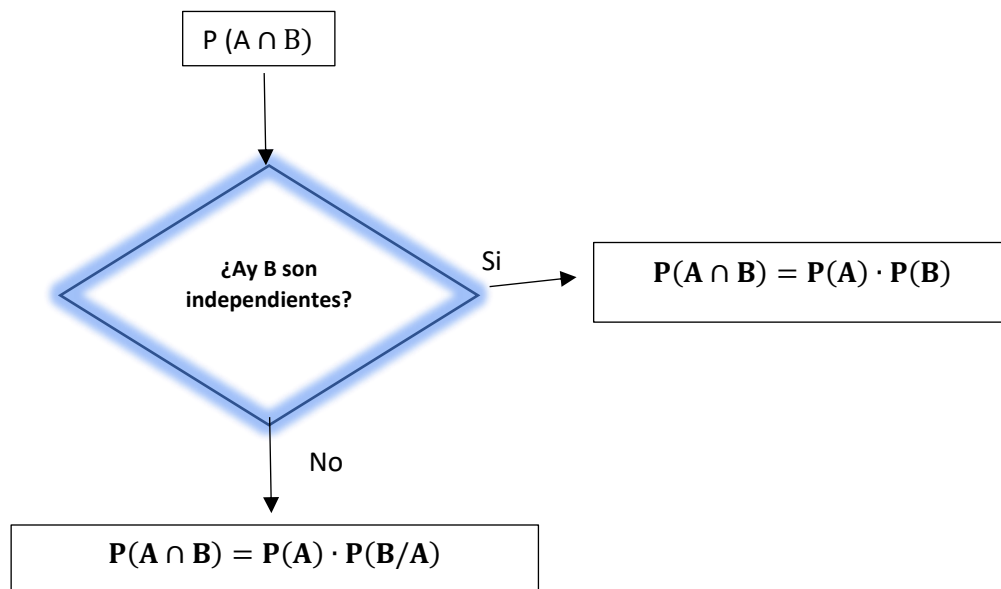 P (A ∩ B)
¿Ay B son
independientes?
Si
P(A ∩ B) = P(A) · P(B)
No
P(A ∩ B) = P(A) · P(B/A)